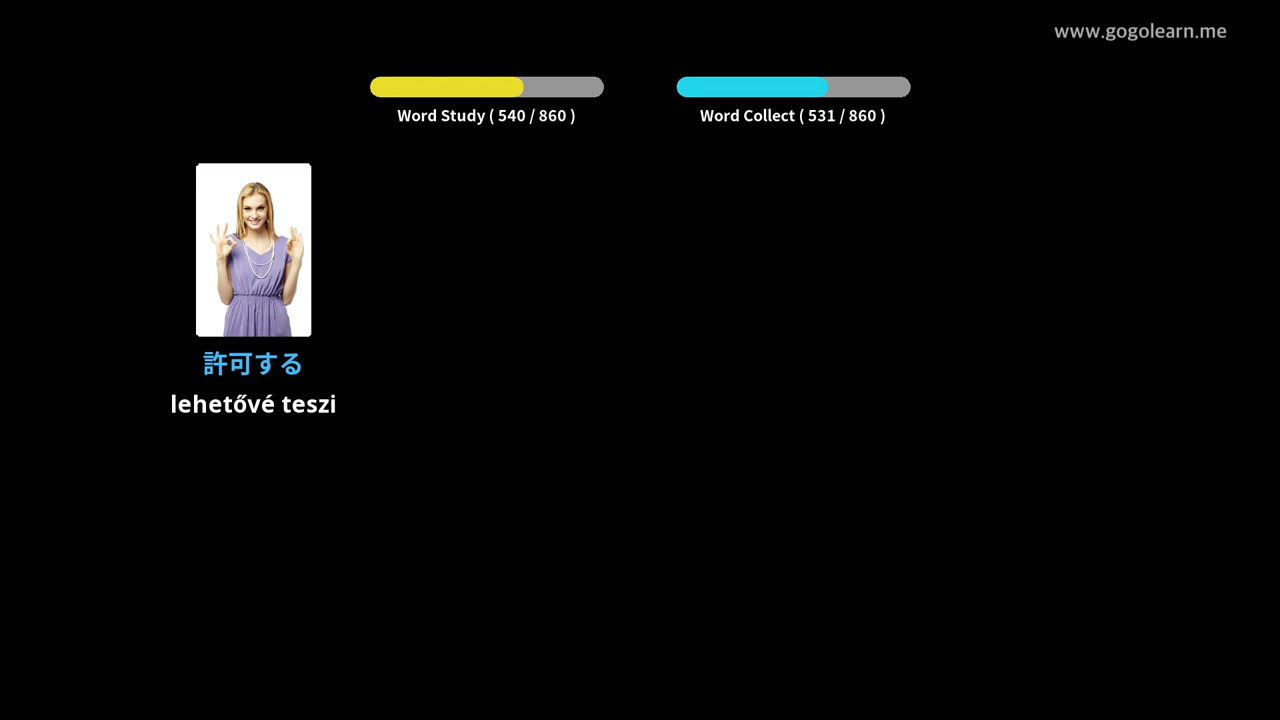 www.gogolearn.me
Word Study ( 540 / 860 )
Word Collect ( 531 / 860 )
許可する
lehetővé teszi